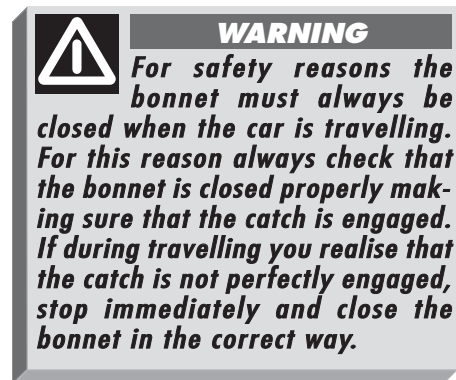 WARNING
For safety reasons the
bonnet must always be
closed when the car is travelling.
For this reason always check that
the bonnet is closed properly mak-
ing sure that the catch is engaged.
If during travelling you realise that
the catch is not perfectly engaged,
stop immediately and close the
bonnet in the correct way.